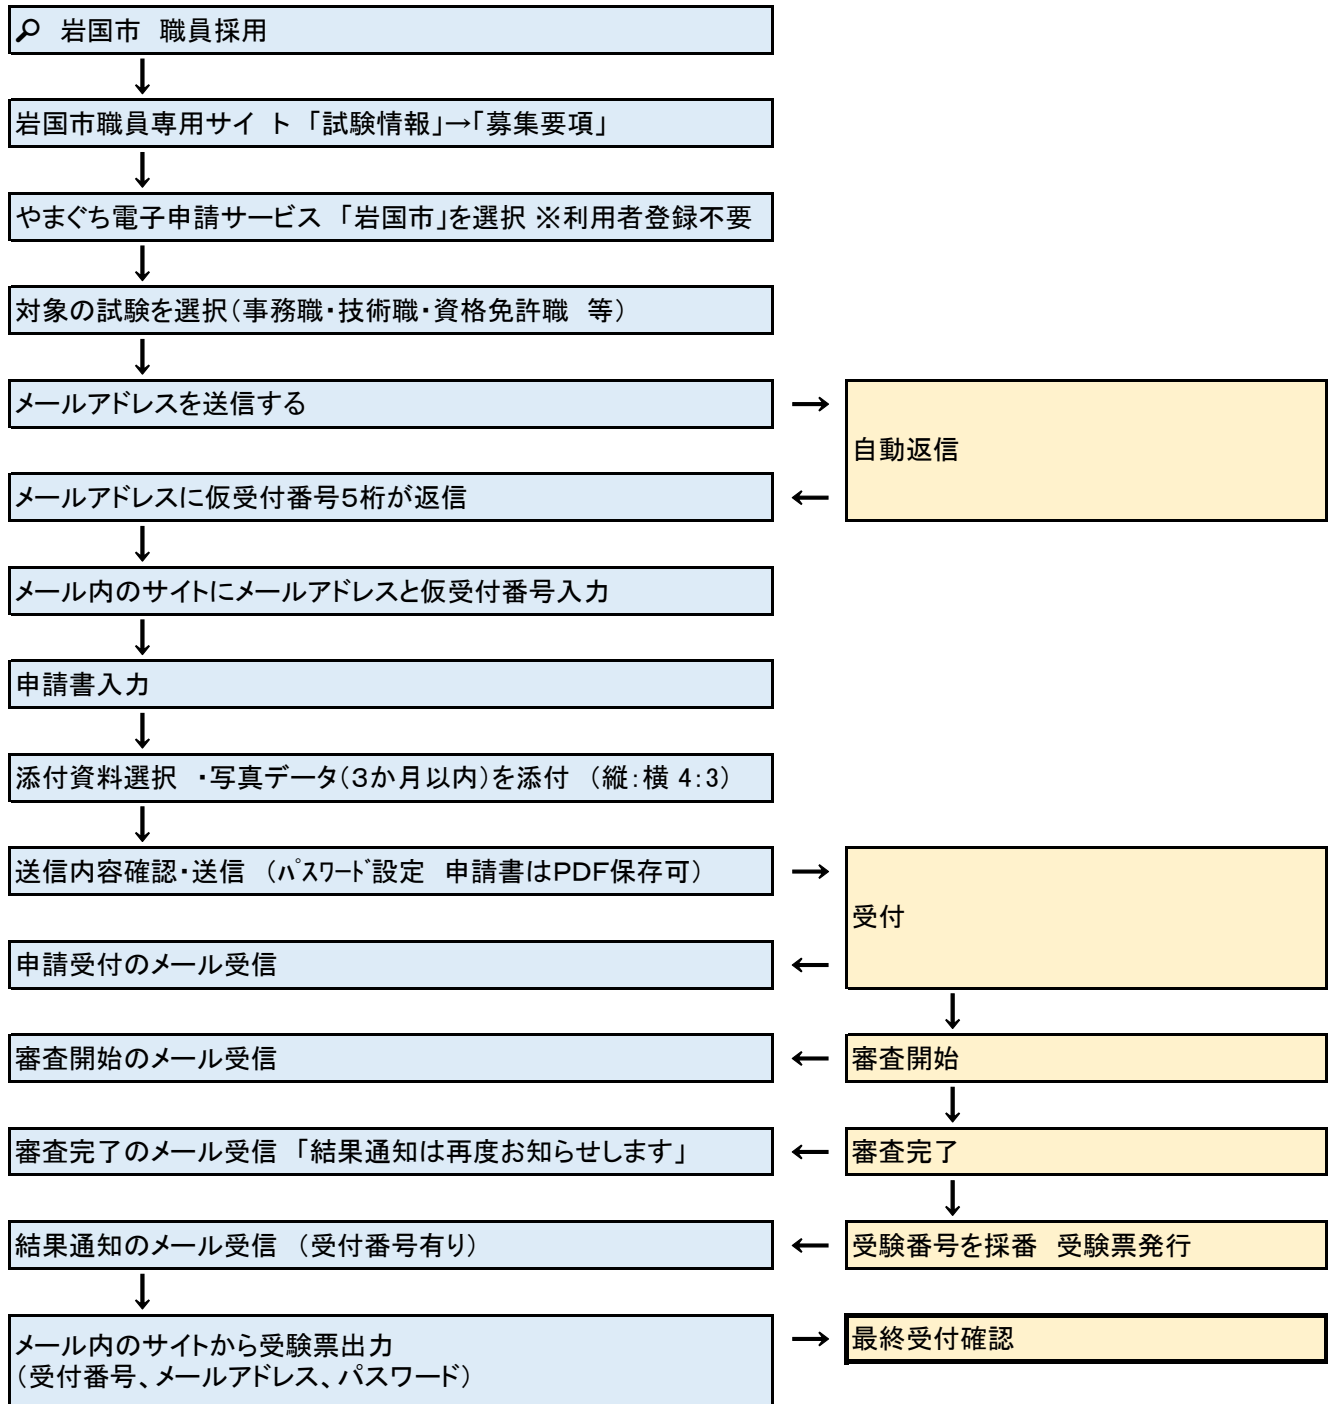 岩国市　職員採用
岩国市職員専用サイ ト 「試験情報」→「募集要項」
やまぐち電子申請サービス 「岩国市」を選択 ※利用者登録不要
対象の試験を選択（事務職・技術職・資格免許職　等）
メールアドレスを送信する
自動返信
メールアドレスに仮受付番号５桁が返信
メール内のサイトにメールアドレスと仮受付番号入力
申請書入力
添付資料選択　・写真データ（３か月以内）を添付　（縦：横 4：3）
送信内容確認・送信　（ﾊﾟｽﾜｰﾄﾞ設定　申請書はＰＤＦ保存可）
受付
申請受付のメール受信
審査開始のメール受信
審査開始
審査完了のメール受信 「結果通知は再度お知らせします」
審査完了
結果通知のメール受信　（受付番号有り）
受験番号を採番　受験票発行
メール内のサイトから受験票出力
（受付番号、メールアドレス、パスワード）
最終受付確認